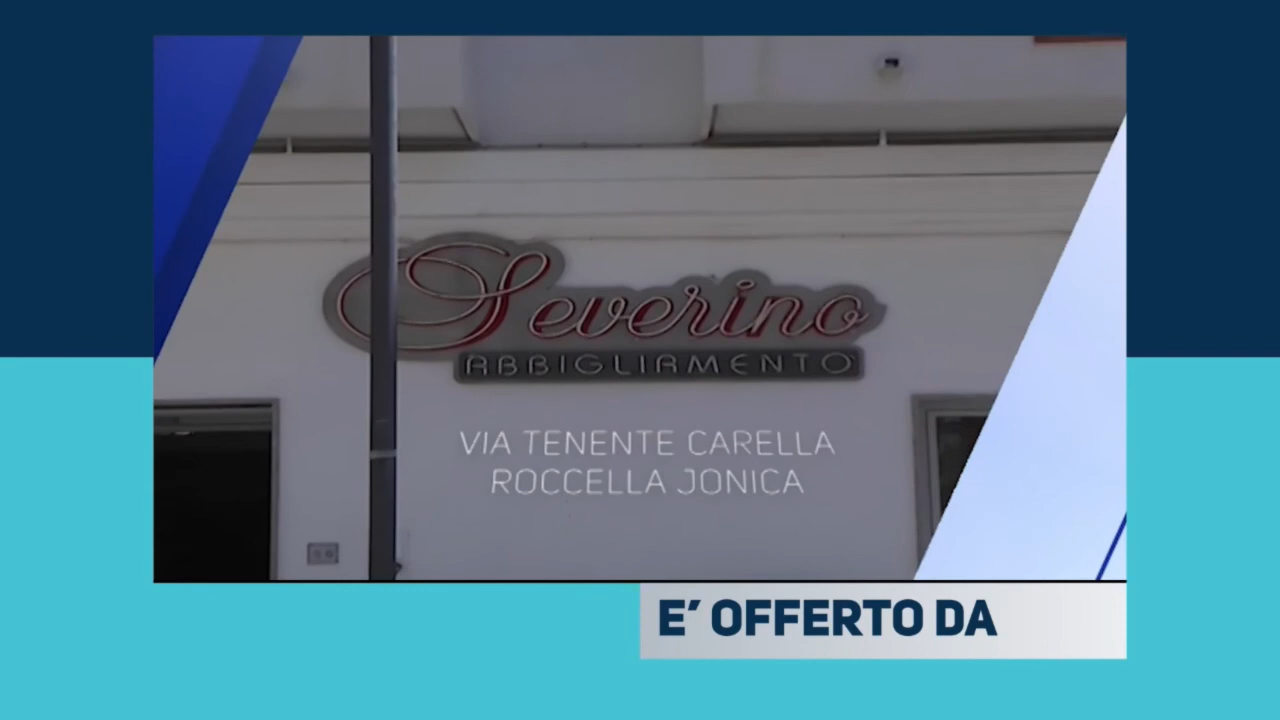 Severino
ABBIGLIAMENTO
VIA TENENTE CARELLA
ROCCELLA JONICA
E´ OFFERTO DA